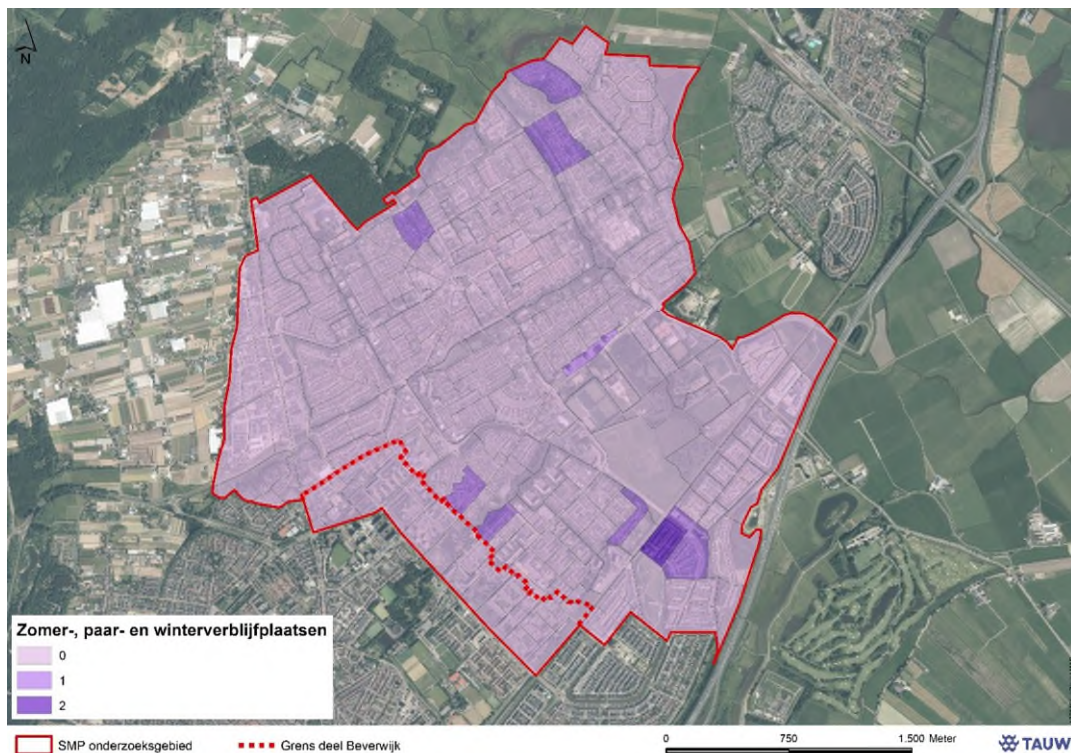 N
Zomer-, paar- en winterverblijfplaatsen
0
1
2
SMP onderzoeksgebied
Grens deel Beverwijk
0 750 1.500 Meter
TAUW